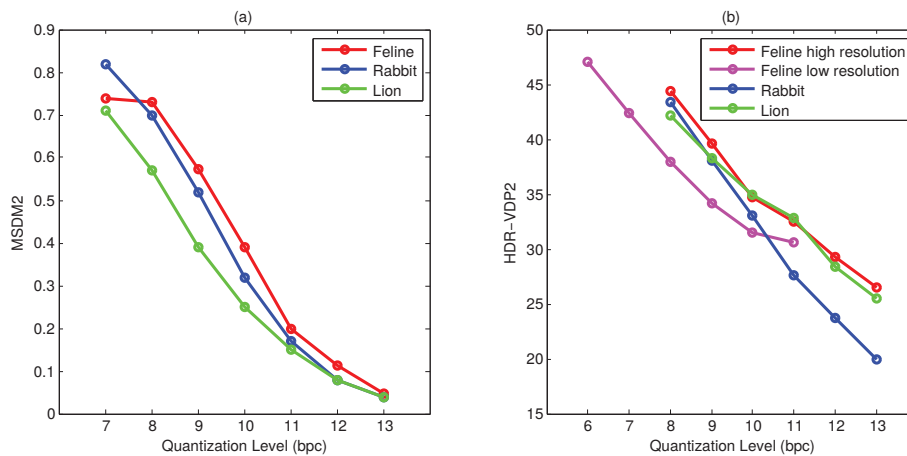 (a)
0.9
0.8
0.7
0.6
0.5
0.4
0.3
0.2
0.1
0
MSDM2
7 8 9 10 11 12 13
Quantization Level (bpc)
Feline
Rabbit
Lion
(b)
50
45
40
35
30
25
20
15
HDR-VDP2
6 7 8 9 10 11 12 13
Quantization Level (bpc)
Feline high resolution
Feline low resolution
Rabbit
Lion